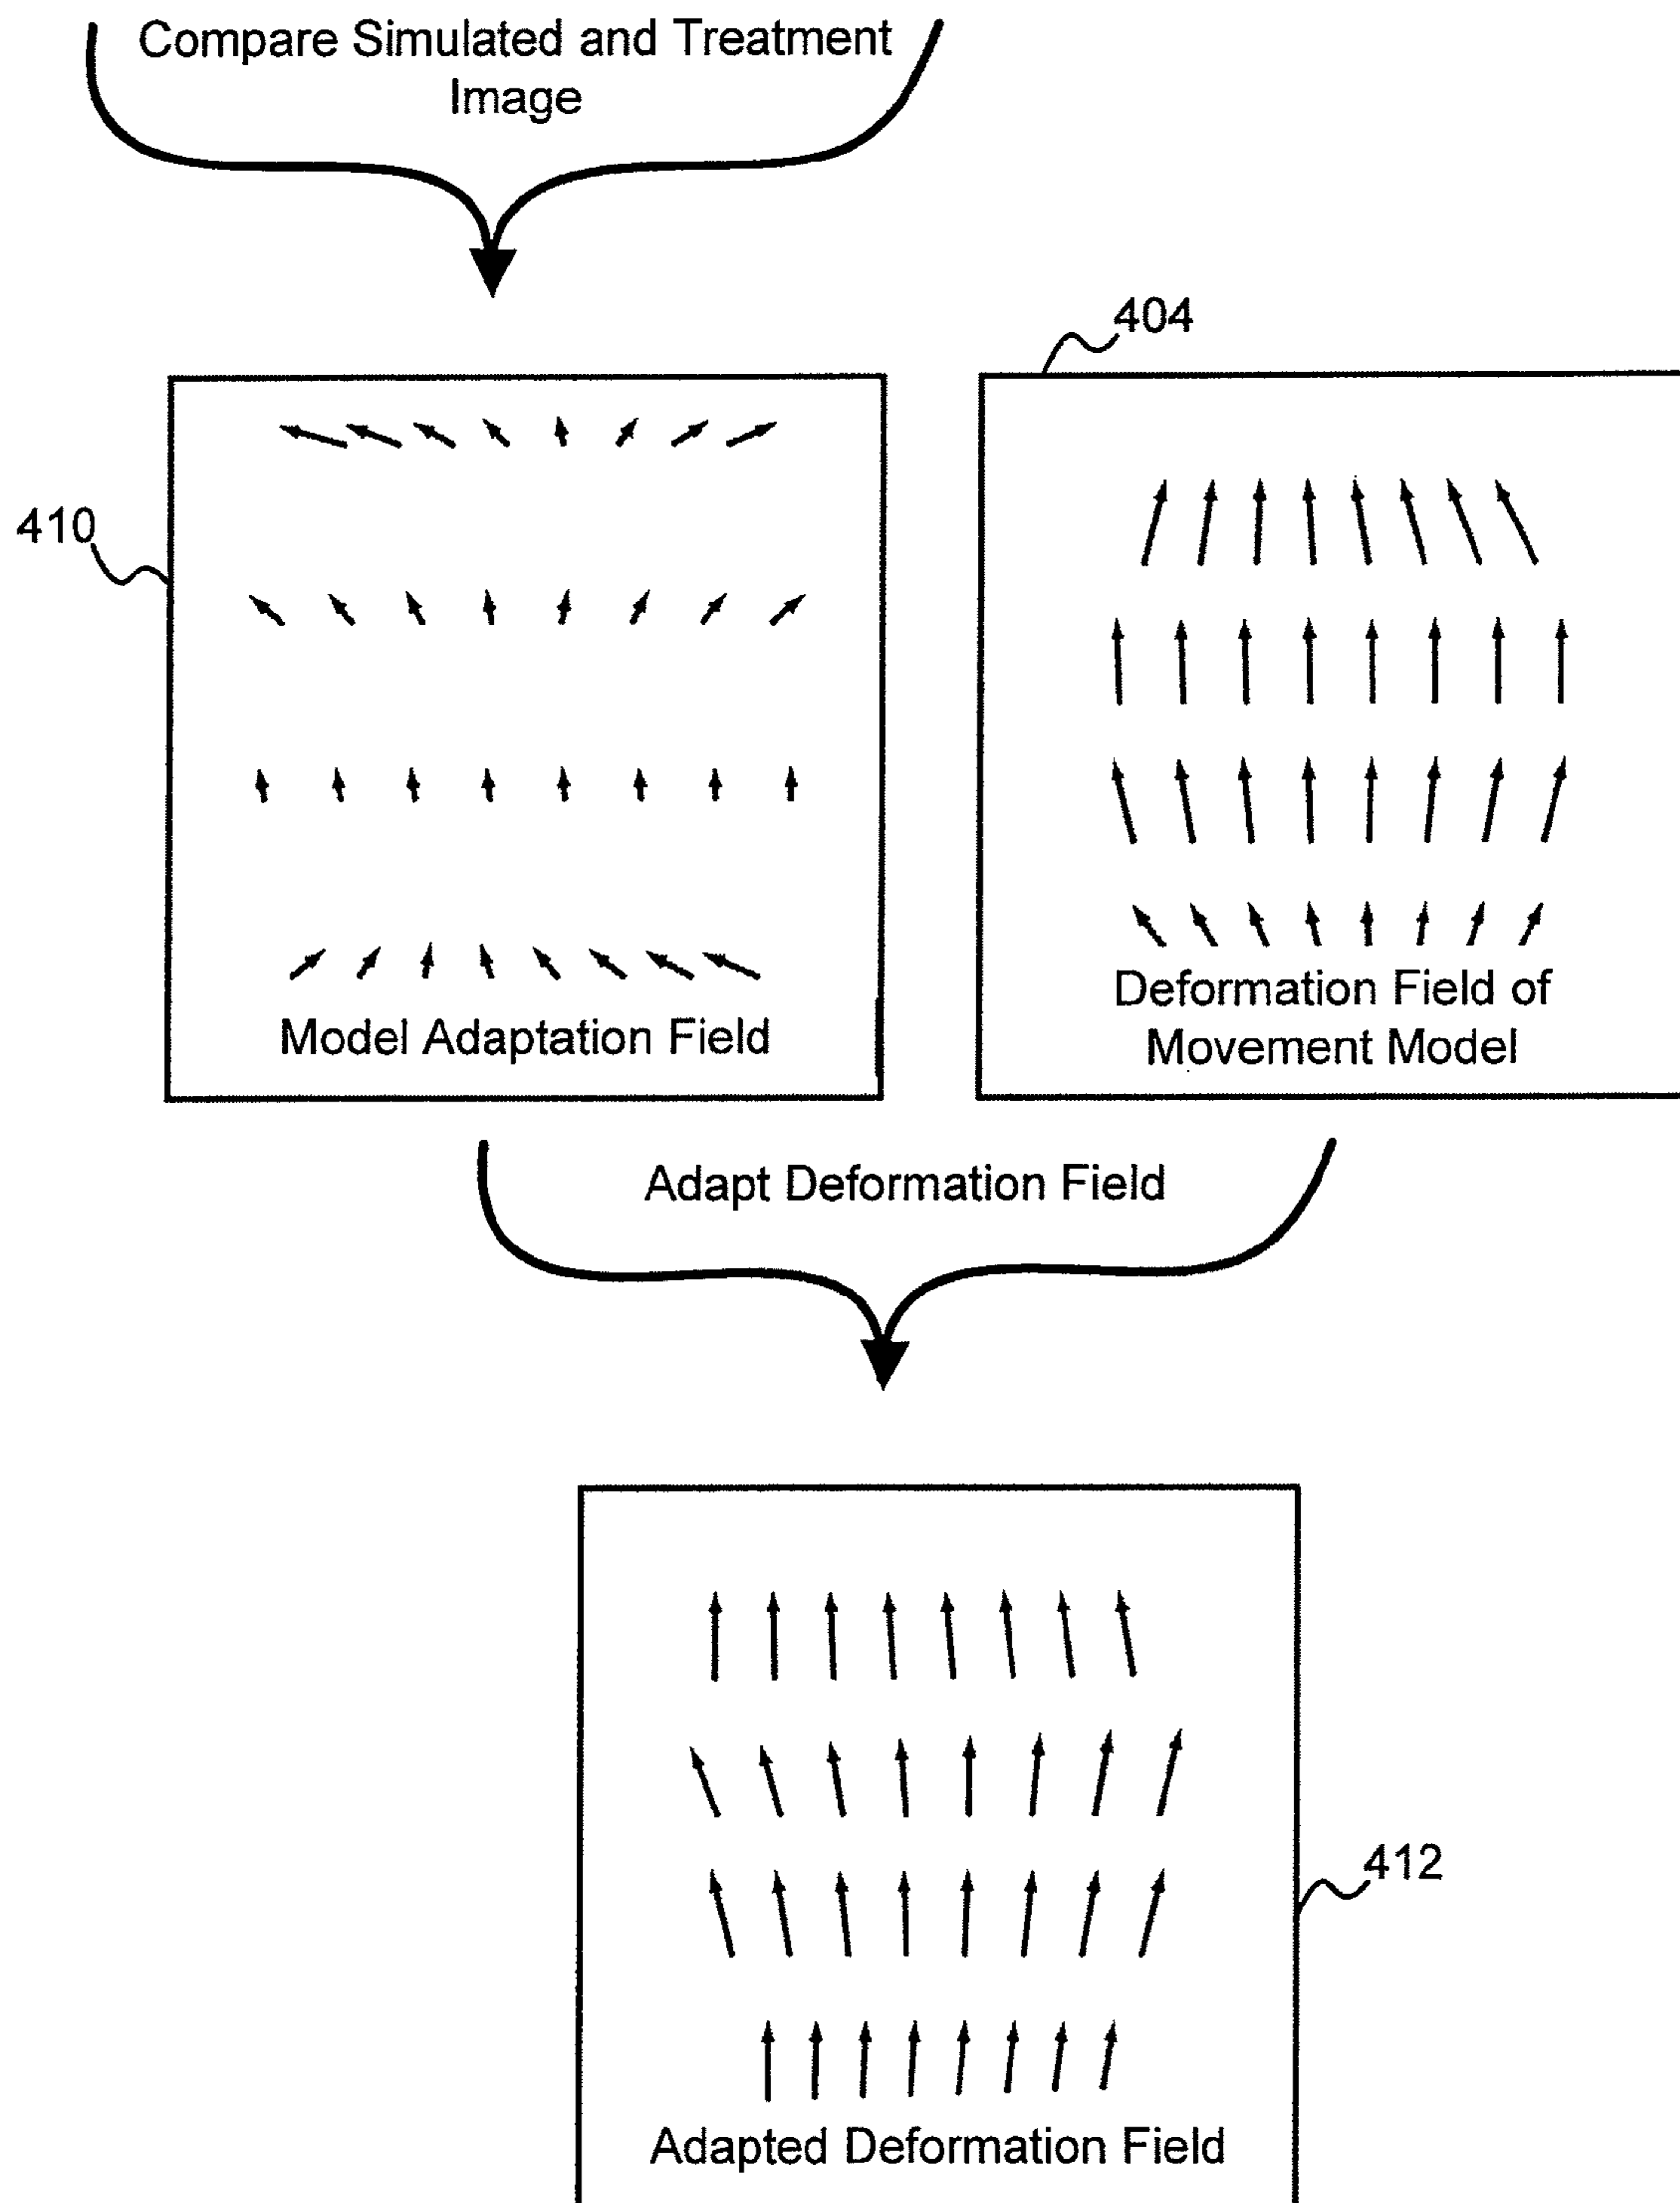 Compare Simulated and Treatment
Image
404
410
Model Adaptation Field
Deformation Field of
Movement Model
Adapt Deformation Field
412
Adapted Deformation Field